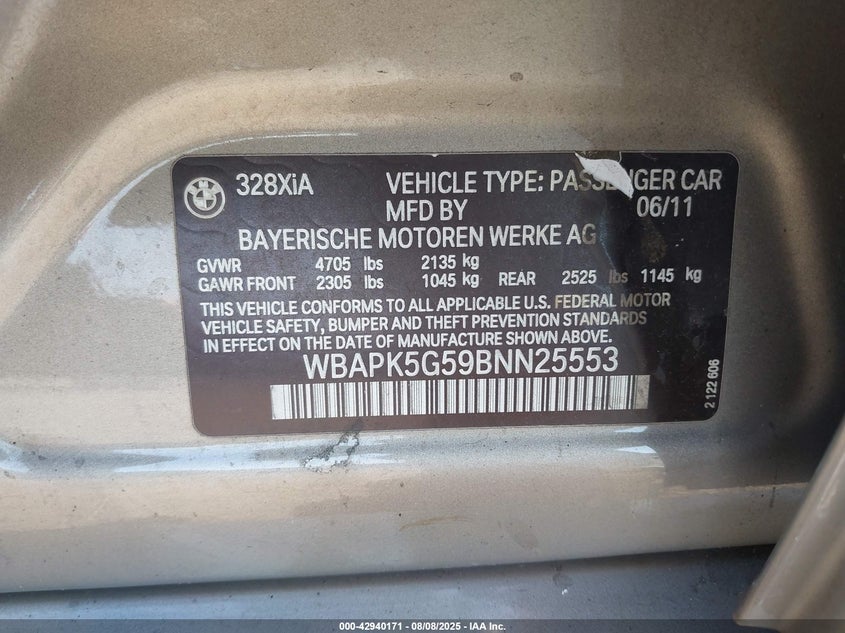 328XiA VEHICLE TYPE: PASSENGER CAR
MFD BY 06/11
BAYERISCHE MOTOREN WERKE AG
GVWR 4705 lbs 2135 kg
GAWR FRONT 2305 lbs 1045 kg REAR 2525 lbs 1145 kg
THIS VEHICLE CONFORMS TO ALL APPLICABLE U.S. FEDERAL MOTOR
VEHICLE SAFETY, BUMPER AND THEFT PREVENTION STANDARDS
IN EFFECT ON THE DATE OF MANUFACTURE SHOWN ABOVE.
WBAPK5G59BNN25553
2 122 606
000-42940171 - 08/08/2025 - IAA Inc.